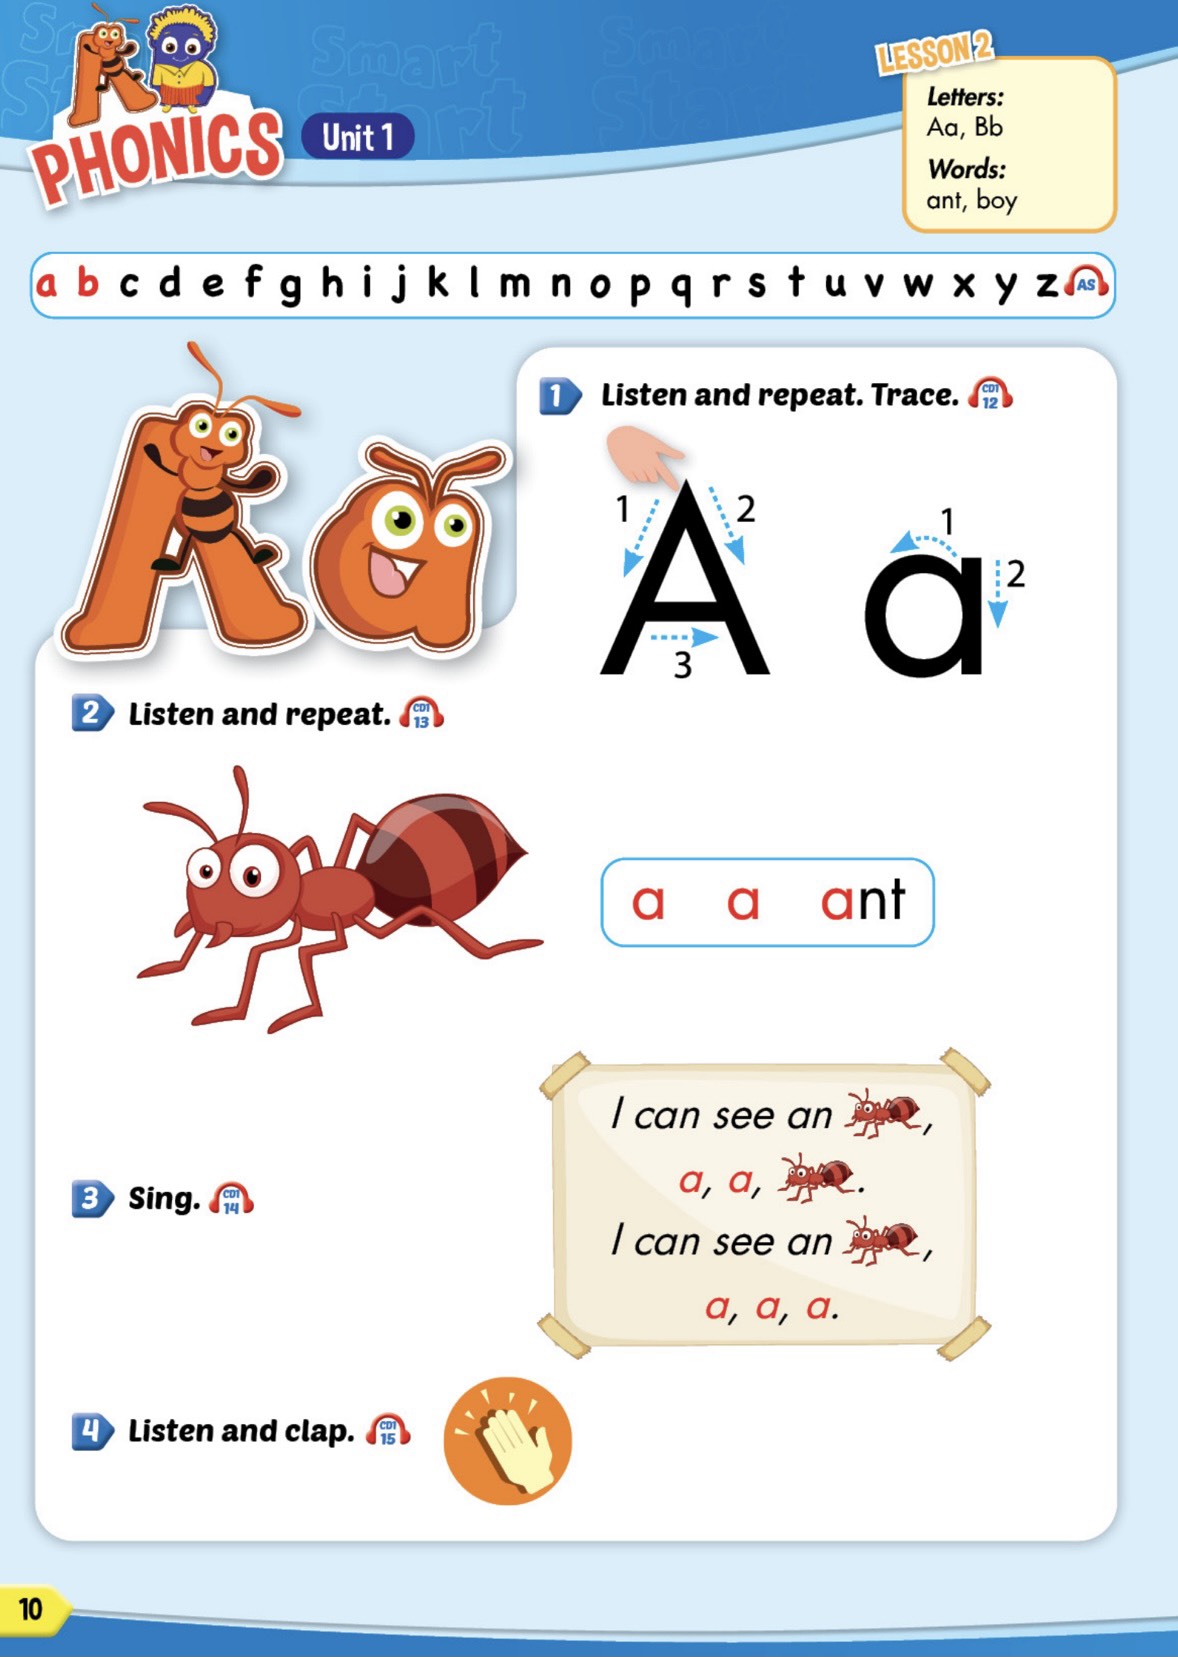 Smart
Start
PHONICS
Unit 1
LESSON 2
Letters:
Aa, Bb
Words:
ant, boy
a b c d e f g h i j k l m n o p q r s t u v w x y z AS
Aa
1 Listen and repeat. Trace. CD1 12
1 2 3 A
1 2 a
2 Listen and repeat. CD1 13
a a ant
3 Sing. CD1 14
I can see an ,
a, a, .
I can see an ,
a, a, a.
4 Listen and clap. CD1 15
10